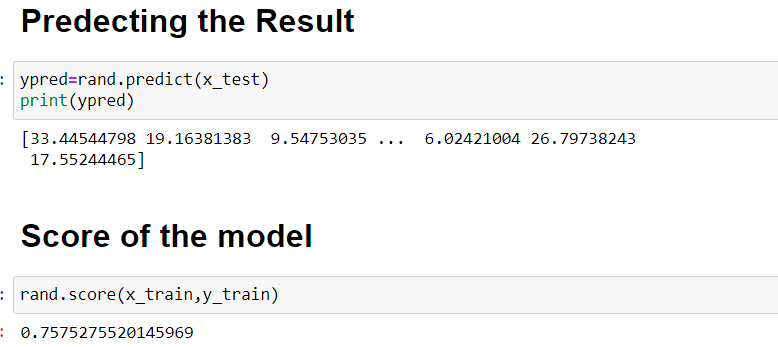 Predecting the Result
: ypred=rand.predict(x_test)
print(ypred)
[33.44544798 19.16381383  9.54753035 ...  6.02421004 26.79738243
 17.55244465]
Score of the model
: rand.score(x_train,y_train)
: 0.7575275520145969